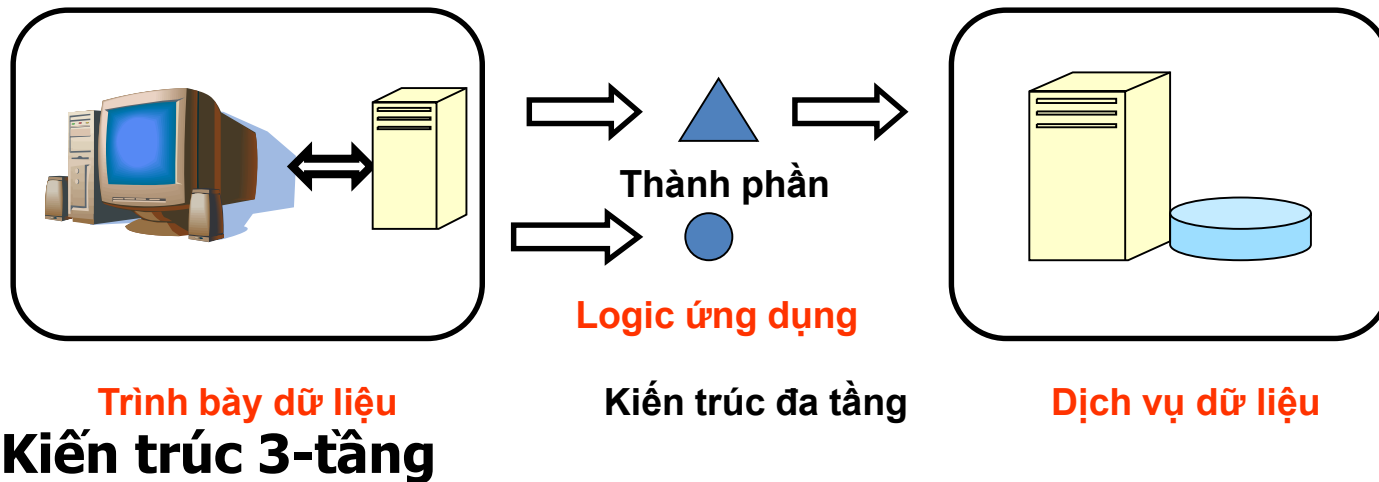 Thành phần
Logic ứng dụng
Trình bày dữ liệu
Kiến trúc đa tầng
Dịch vụ dữ liệu
Kiến trúc 3-tầng